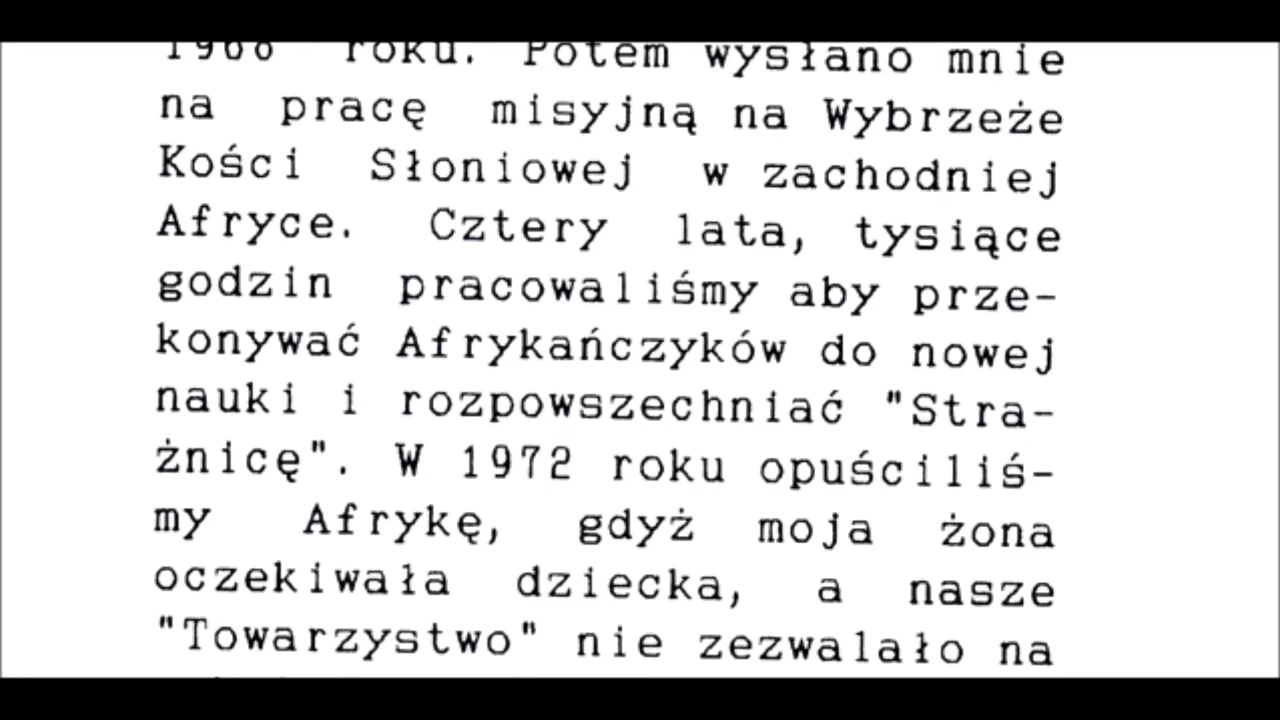 roku. Potem wysłano mnie
na pracę misyjną na Wybrzeże
Kości Słoniowej w zachodniej
Afryce. Cztery lata, tysiące
godzin pracowaliśmy aby prze-
konywać Afrykańczyków do nowej
nauki i rozpowszechniać "Stra-
żnicę". W 1972 roku opuściliś-
my Afrykę, gdyż moja żona
oczekiwała dziecka, a nasze
"Towarzystwo" nie zezwalało na